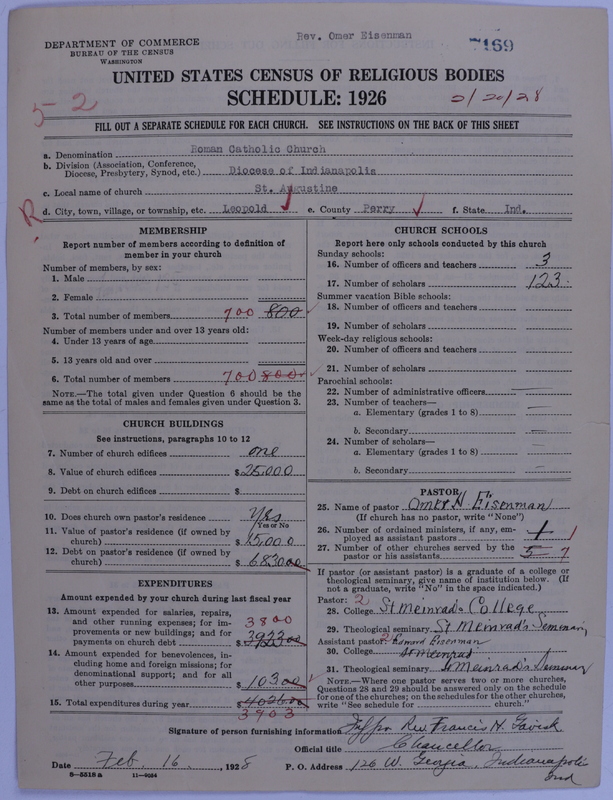 Rev. Omer Eisenman
DEPARTMENT OF COMMERCE
BUREAU OF THE CENSUS
WASHINGTON
7169
UNITED STATES CENSUS OF RELIGIOUS BODIES
SCHEDULE: 1926
5-2
2/20/28
FILL OUT A SEPARATE SCHEDULE FOR EACH CHURCH. SEE INSTRUCTIONS ON THE BACK OF THIS SHEET
a. Denomination Roman Catholic Church
b. Division (Association, Conference, Diocese, Presbytery, Synod, etc.) Diocese of Indianapolis
c. Local name of church St. Augustine
R d. City, town, village, or township, etc. Leopold e. County Perry f. State Ind.
MEMBERSHIP
Report number of members according to definition of
member in your church
Number of members, by sex:
1. Male
2. Female
3. Total number of members 700 800
Number of members under and over 13 years old:
4. Under 13 years of age
5. 13 years old and over
6. Total number of members 700 800
NOTE.—The total given under Question 6 should be
same as the total of males and females given under Question 3.
CHURCH BUILDINGS
See instructions, paragraphs 10 to 12
7. Number of church edifices one
8. Value of church edifices $25,000
9. Debt on church edifices $
10. Does church own pastor's residence Yes
Yes or No
11. Value of pastor's residence (if owned by
church) $15,000
12. Debt on pastor's residence (if owned by
church) $6,830.00
EXPENDITURES
Amount expended by your church during last fiscal year
13. Amount expended for salaries, repairs,
and other running expenses; for im- 3800
provements or new buildings; and for
payments on church debt $
14. Amount expended for benevolences,
including home and foreign missions; for
denominational support; and for all
other purposes $103.00
15. Total expenditures during year $4026.00
3903
CHURCH SCHOOLS
Report here only schools conducted by this church
Sunday schools:
16. Number of officers and teachers 3
17. Number of scholars 123
Summer vacation Bible schools:
18. Number of officers and teachers
19. Number of scholars
Week-day religious schools:
20. Number of officers and teachers
21. Number of scholars
Parochial schools:
22. Number of administrative officers
23. Number of teachers—
a. Elementary (grades 1 to 8)
b. Secondary
24. Number of scholars—
a. Elementary (grades 1 to 8)
b. Secondary
PASTOR
25. Name of pastor Omer H Eisenman
(If church has no pastor, write "None")
26. Number of ordained ministers, if any, em-
ployed as assistant pastors 1
27. Number of other churches served by the
pastor or his assistants
If pastor (or assistant pastor) is a graduate of a college or
theological seminary, give name of institution below. (If
not a graduate, write "No" in the space indicated.)
Pastor: 2
28. College St Meinrad's College
29. Theological seminary St Meinrad's Seminary
Assistant pastor: 2 Edward Eisenman
30. College St Meinrad
31. Theological seminary St Meinrad's Seminary
NOTE.—Where one pastor serves two or more churches,
Questions 28 and 29 should be answered only on the schedule
for one of the churches; on the schedules for the other churches,
write "See schedule for church."
Signature of person furnishing information Rev. Francis H. Gavisk
Official title Chancellor
Date Feb. 16, 1928 P. O. Address 126 W. Georgia, Indianapolis
Ind
8—5518 a 11—9264